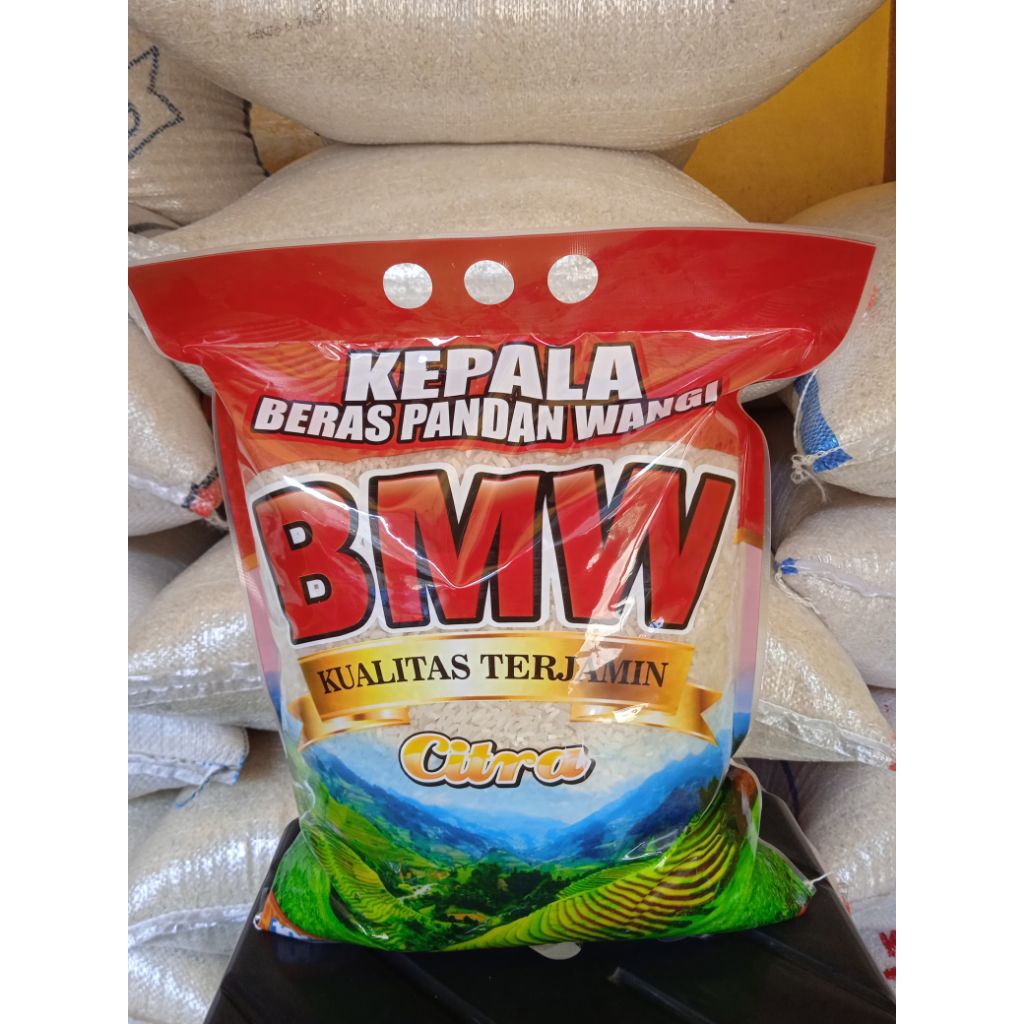 KEPALA
BERAS PANDAN WANGI
BMW
KUALITAS TERJAMIN
Citra